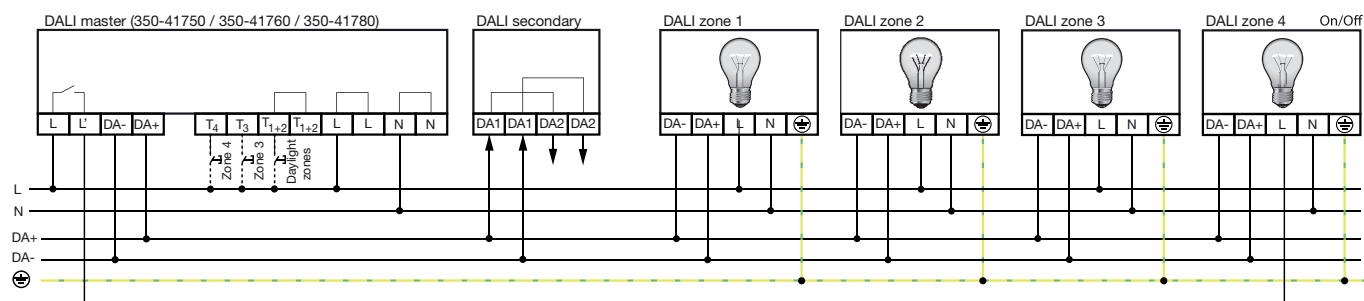 DALI master (350-41750 / 350-41760 / 350-41780) DALI secondary DALI zone 1 DALI zone 2 DALI zone 3 DALI zone 4 On/Off
L L' DA- DA+ T4 T3 T1+2 T1+2 L L N N DA1 DA1 DA2 DA2 DA- DA+ L N DA- DA+ L N DA- DA+ L N DA- DA+ L N
Zone 4
Zone 3
Daylight
zones
L
N
DA+
DA-